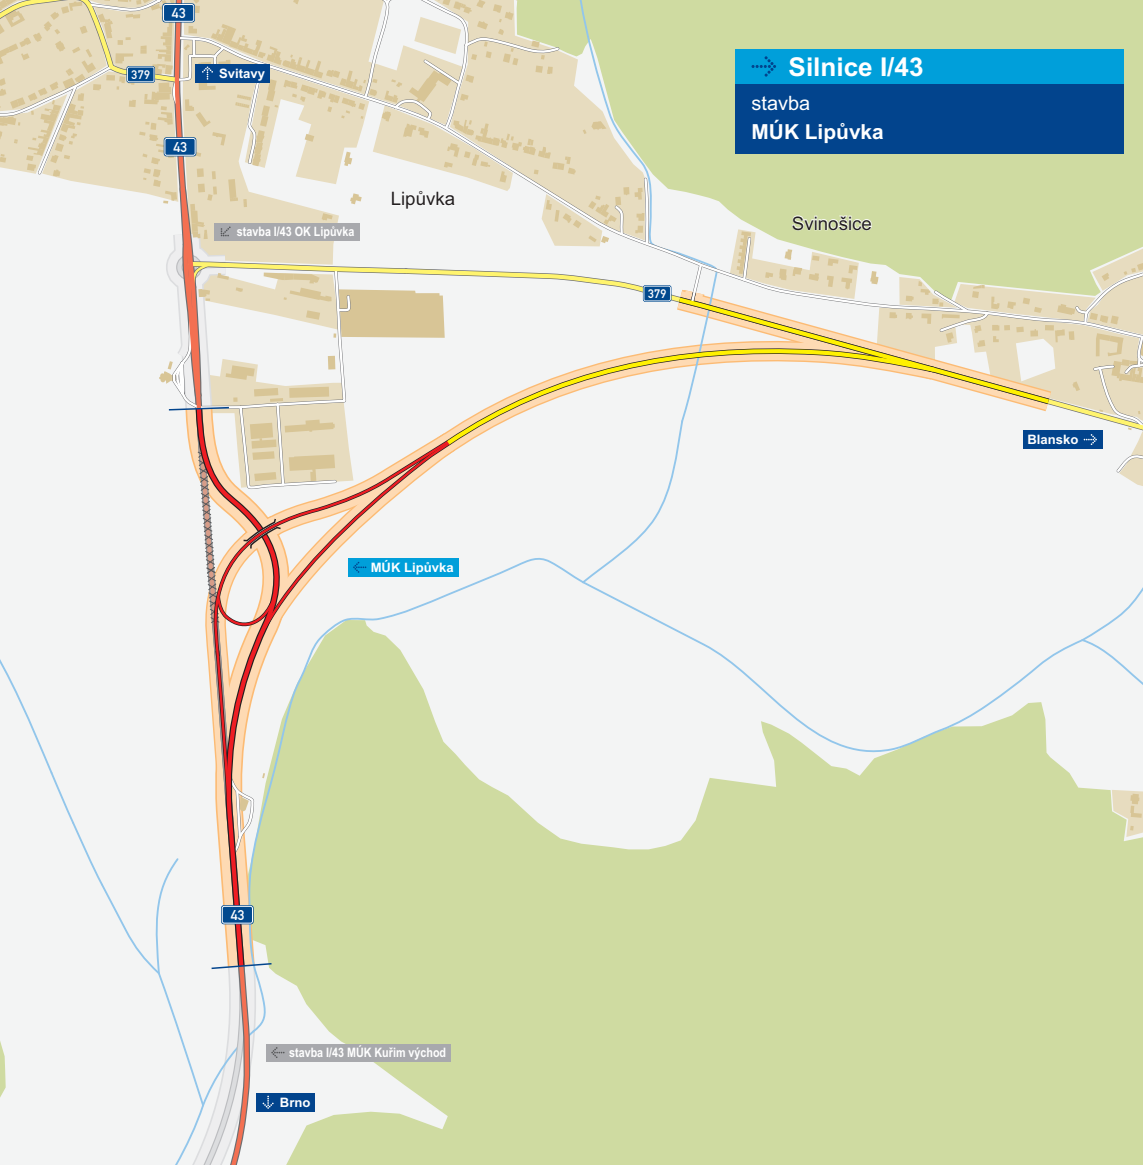 43
Silnice I/43
379
Svitavy
stavba
MÚK Lipůvka
43
Lipůvka
Svinošice
stavba I/43 OK Lipůvka
379
Blansko
MÚK Lipůvka
43
stavba I/43 MÚK Kuřim východ
Brno